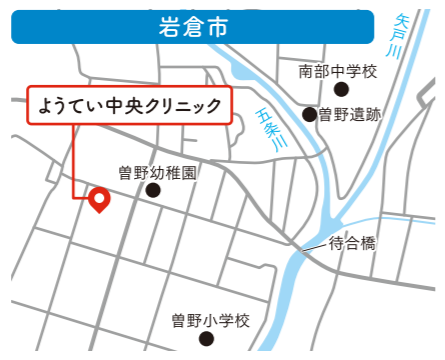 岩倉市
矢戸川
南部中学校
ようてい中央クリニック
曽野遺跡
五条川
曽野幼稚園
待合橋
曽野小学校